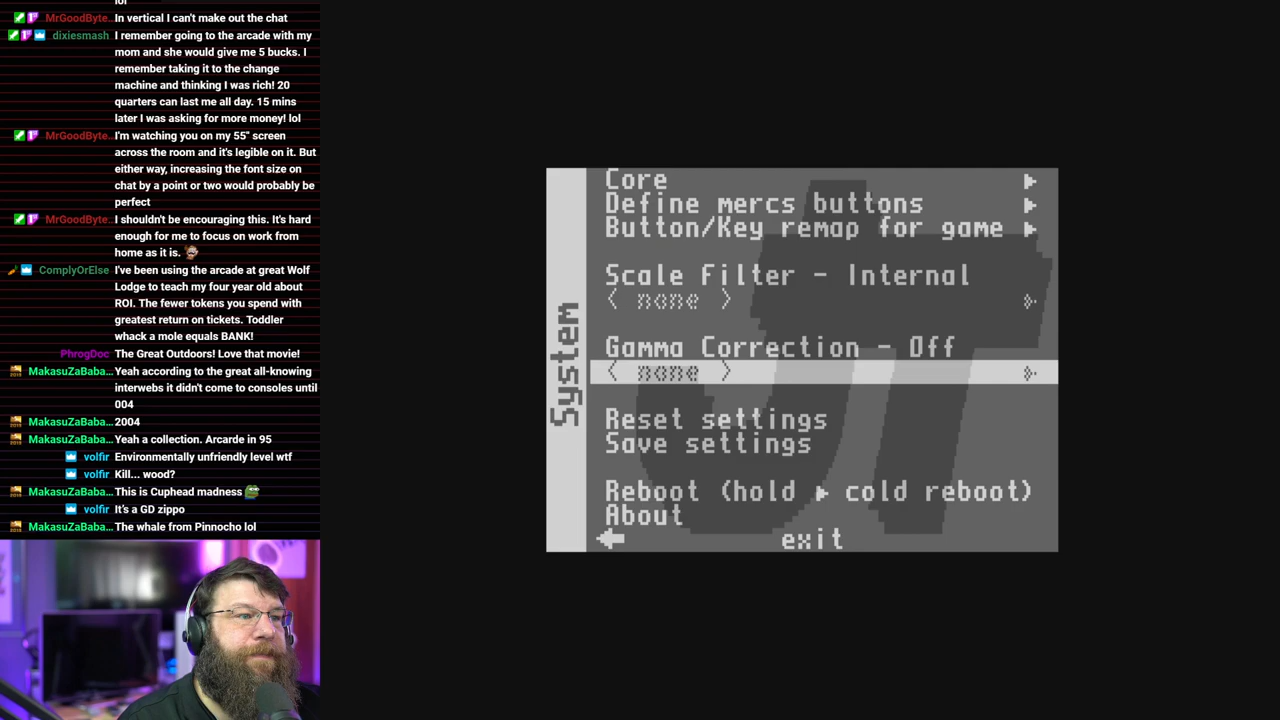 lol
MrGoodByte… In vertical I can't make out the chat
dixiesmash I remember going to the arcade with my
mom and she would give me 5 bucks. I
remember taking it to the change
machine and thinking I was rich! 20
quarters can last me all day. 15 mins
later I was asking for more money! lol
MrGoodByte… I'm watching you on my 55" screen
across the room and it's legible on it. But
either way, increasing the font size on
chat by a point or two would probably be
perfect
MrGoodByte… I shouldn't be encouraging this. It's hard
enough for me to focus on work from
home as it is.
ComplyOrElse I've been using the arcade at great Wolf
Lodge to teach my four year old about
ROI. The fewer tokens you spend with
greatest return on tickets. Toddler
whack a mole equals BANK!
PhrogDoc The Great Outdoors! Love that movie!
MakasuZaBaba… Yeah according to the great all-knowing
interwebs it didn't come to consoles until
004
MakasuZaBaba… 2004
MakasuZaBaba… Yeah a collection. Arcarde in 95
volfir Environmentally unfriendly level wtf
volfir Kill... wood?
MakasuZaBaba… This is Cuphead madness
volfir It's a GD zippo
MakasuZaBaba… The whale from Pinnocho lol
System
Core
Define mercs buttons
Button/Key remap for game
Scale Filter - Internal
< none >
Gamma Correction - Off
< none >
Reset settings
Save settings
Reboot (hold ▶ cold reboot)
About
exit